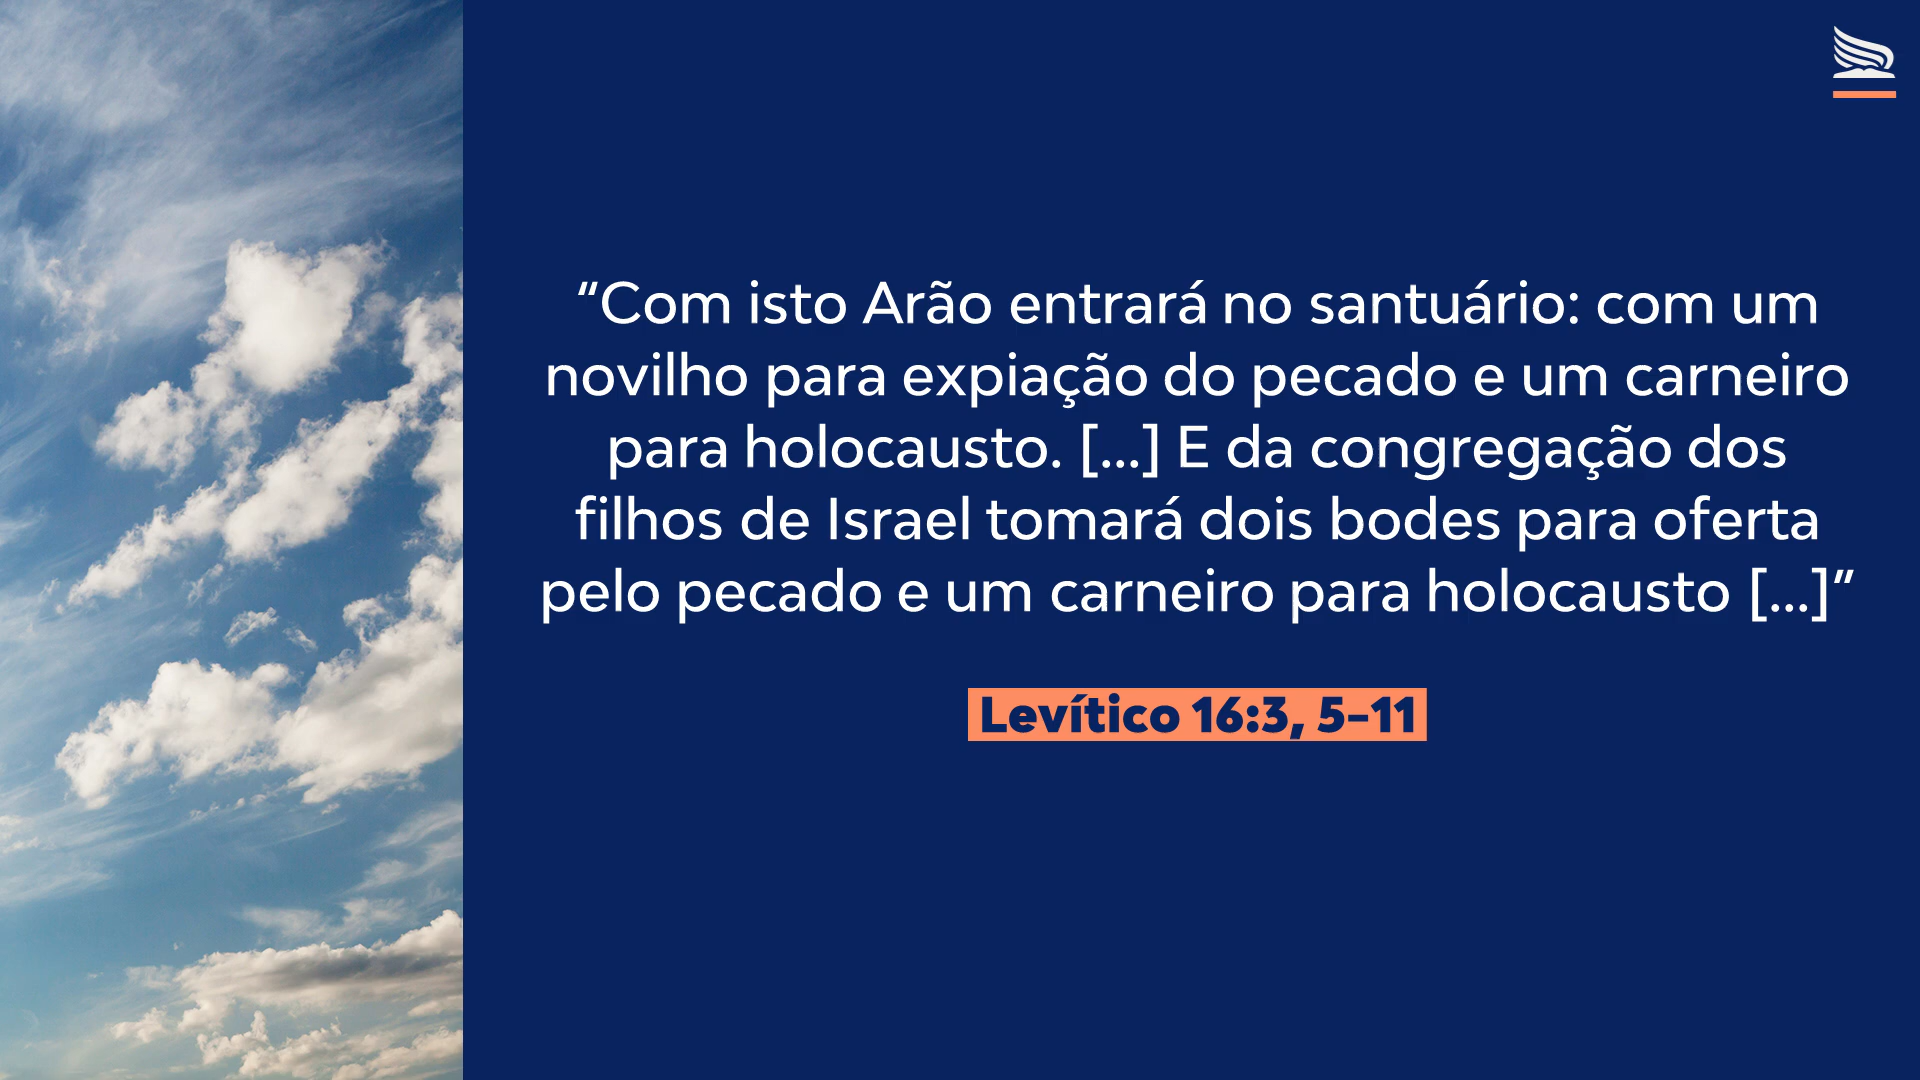 “Com isto Arão entrará no santuário: com um
novilho para expiação do pecado e um carneiro
para holocausto. [...] E da congregação dos
filhos de Israel tomará dois bodes para oferta
pelo pecado e um carneiro para holocausto [...]”
Levítico 16:3, 5-11